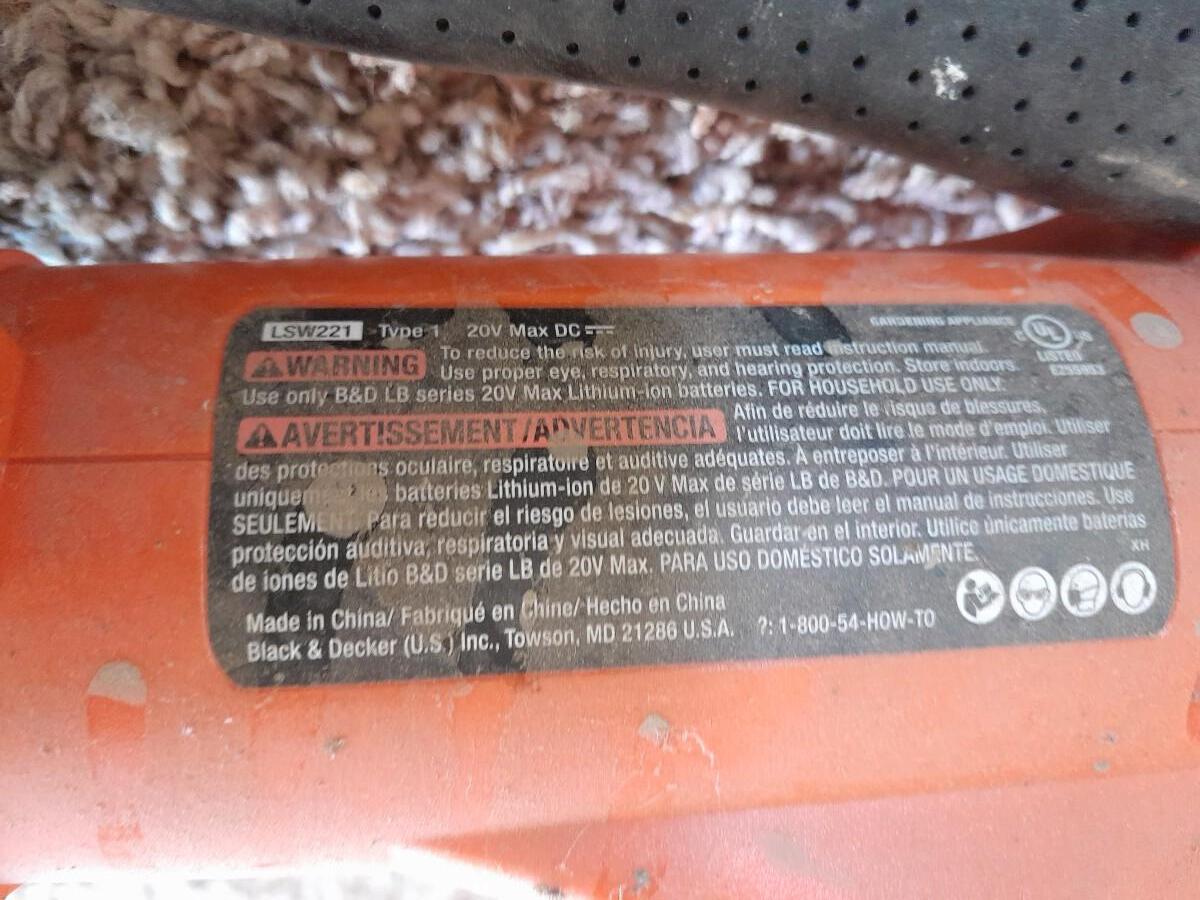 LSW221 Type 1 20V Max DC
GARDENING APPLIANCE
UL
LISTED
WARNING
To reduce the risk of injury, user must read instruction manual
Use proper eye, respiratory, and hearing protection. Store indoors.
Use only B&D LB series 20V Max Lithium-ion batteries. FOR HOUSEHOLD USE ONLY.
AVERTISSEMENT/ADVERTENCIA
Afin de réduire le risque de blessures,
l'utilisateur doit lire le mode d'emploi. Utiliser
des protections oculaire, respiratoire et auditive adéquates. À entreposer à l'intérieur. Utiliser
uniquement les batteries Lithium-ion de 20 V Max de série LB de B&D. POUR UN USAGE DOMESTIQUE
SEULEMENT. Para reducir el riesgo de lesiones, el usuario debe leer el manual de instrucciones. Use
protección auditiva, respiratoria y visual adecuada. Guardar en el interior. Utilice únicamente baterias
de iones de Litio B&D serie LB de 20V Max. PARA USO DOMÉSTICO SOLAMENTE.
XH
Made in China/ Fabriqué en Chine/ Hecho en China
Black & Decker (U.S.) Inc., Towson, MD 21286 U.S.A. ?: 1-800-54-HOW-TO